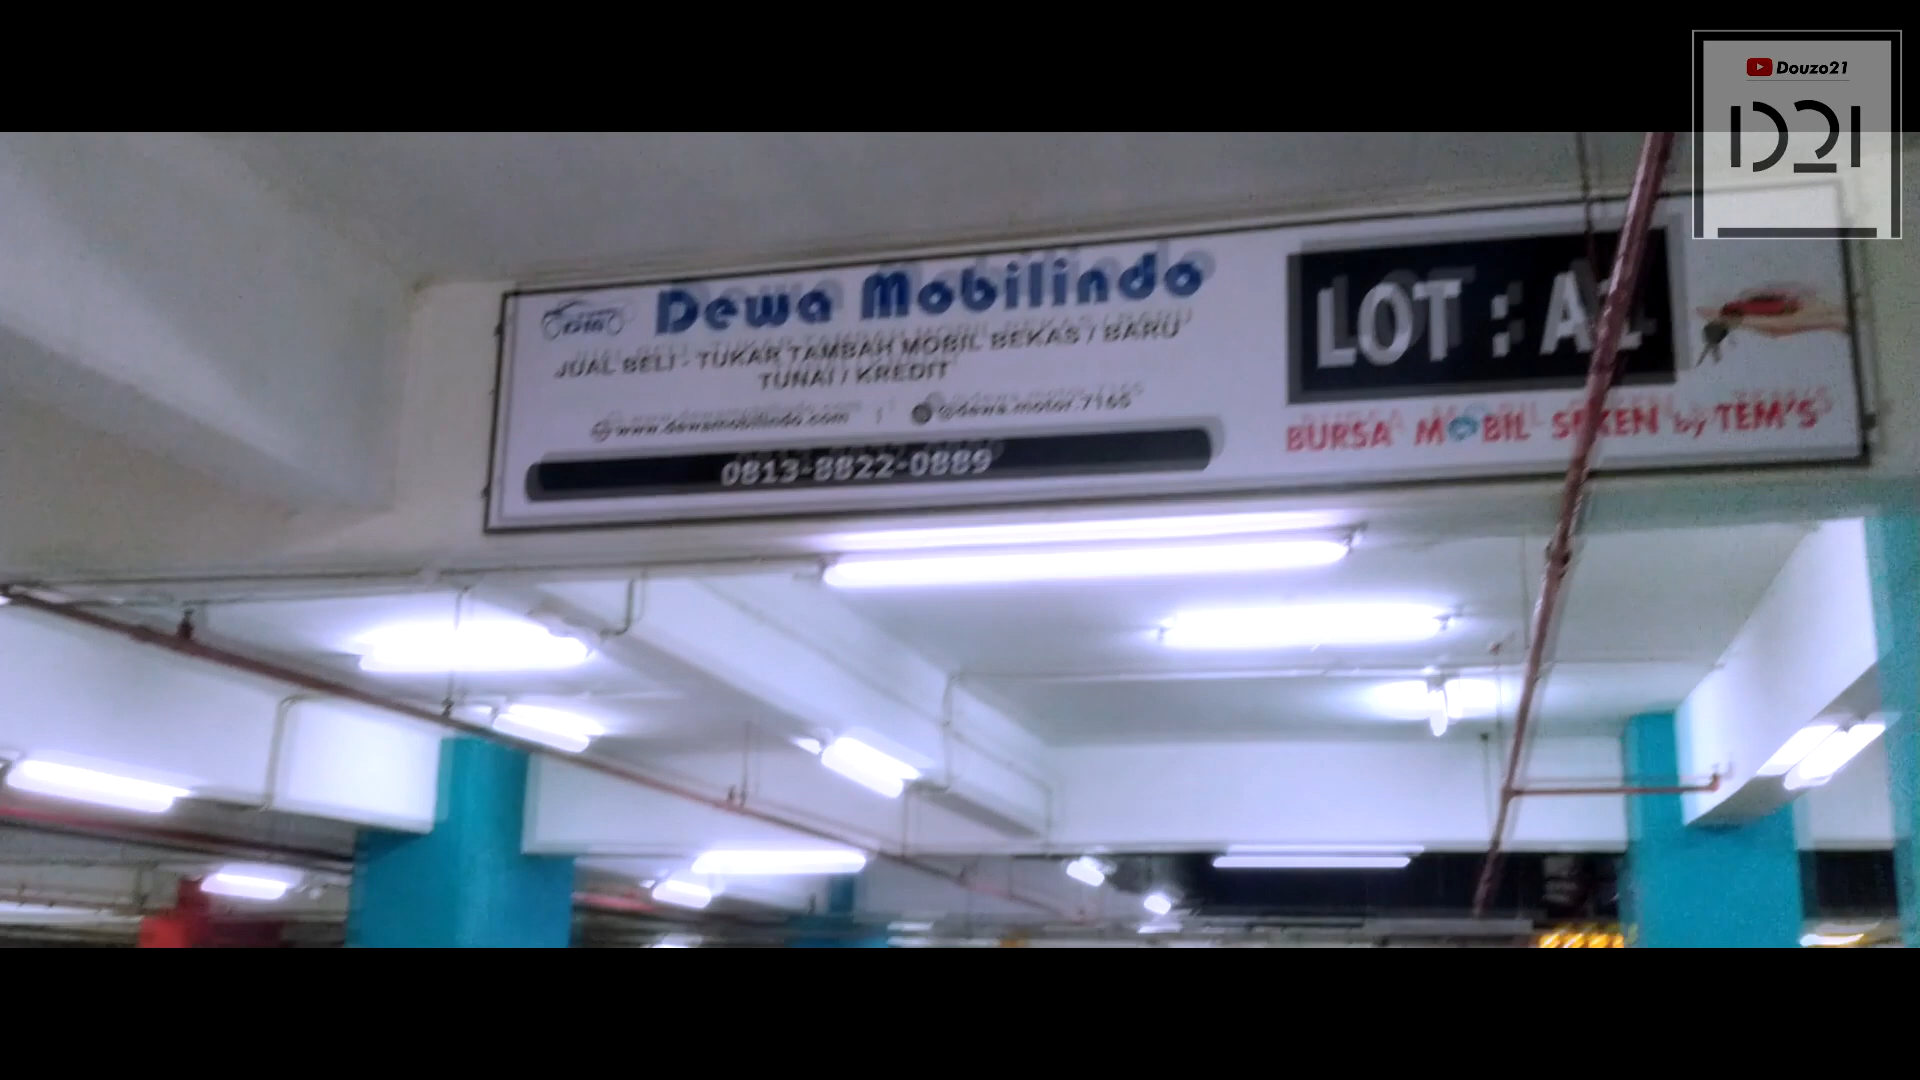 Douzo21
D21
Dewa Mobilindo
JUAL BELI - TUKAR TAMBAH MOBIL BEKAS / BARU
TUNAI / KREDIT
www.dewamobilindo.com | @dewa.motor.7165
0813-8822-0889
LOT :
BURSA MOBIL SEKEN by TEM'S